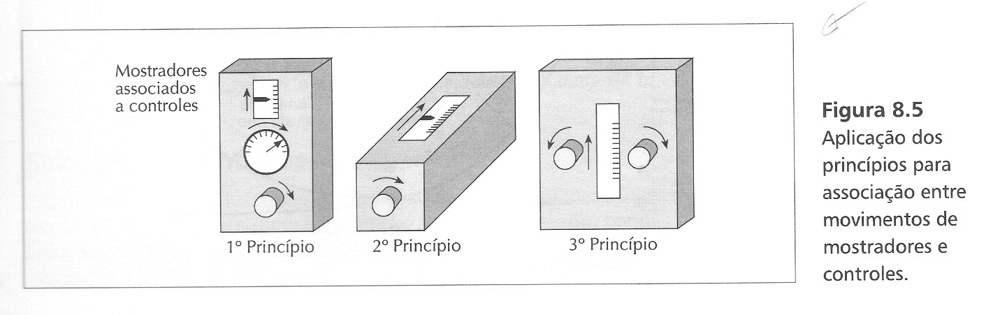 Mostradores
associados
a controles
1º Princípio
2º Princípio
3º Princípio
Figura 8.5
Aplicação dos
princípios para
associação entre
movimentos de
mostradores e
controles.